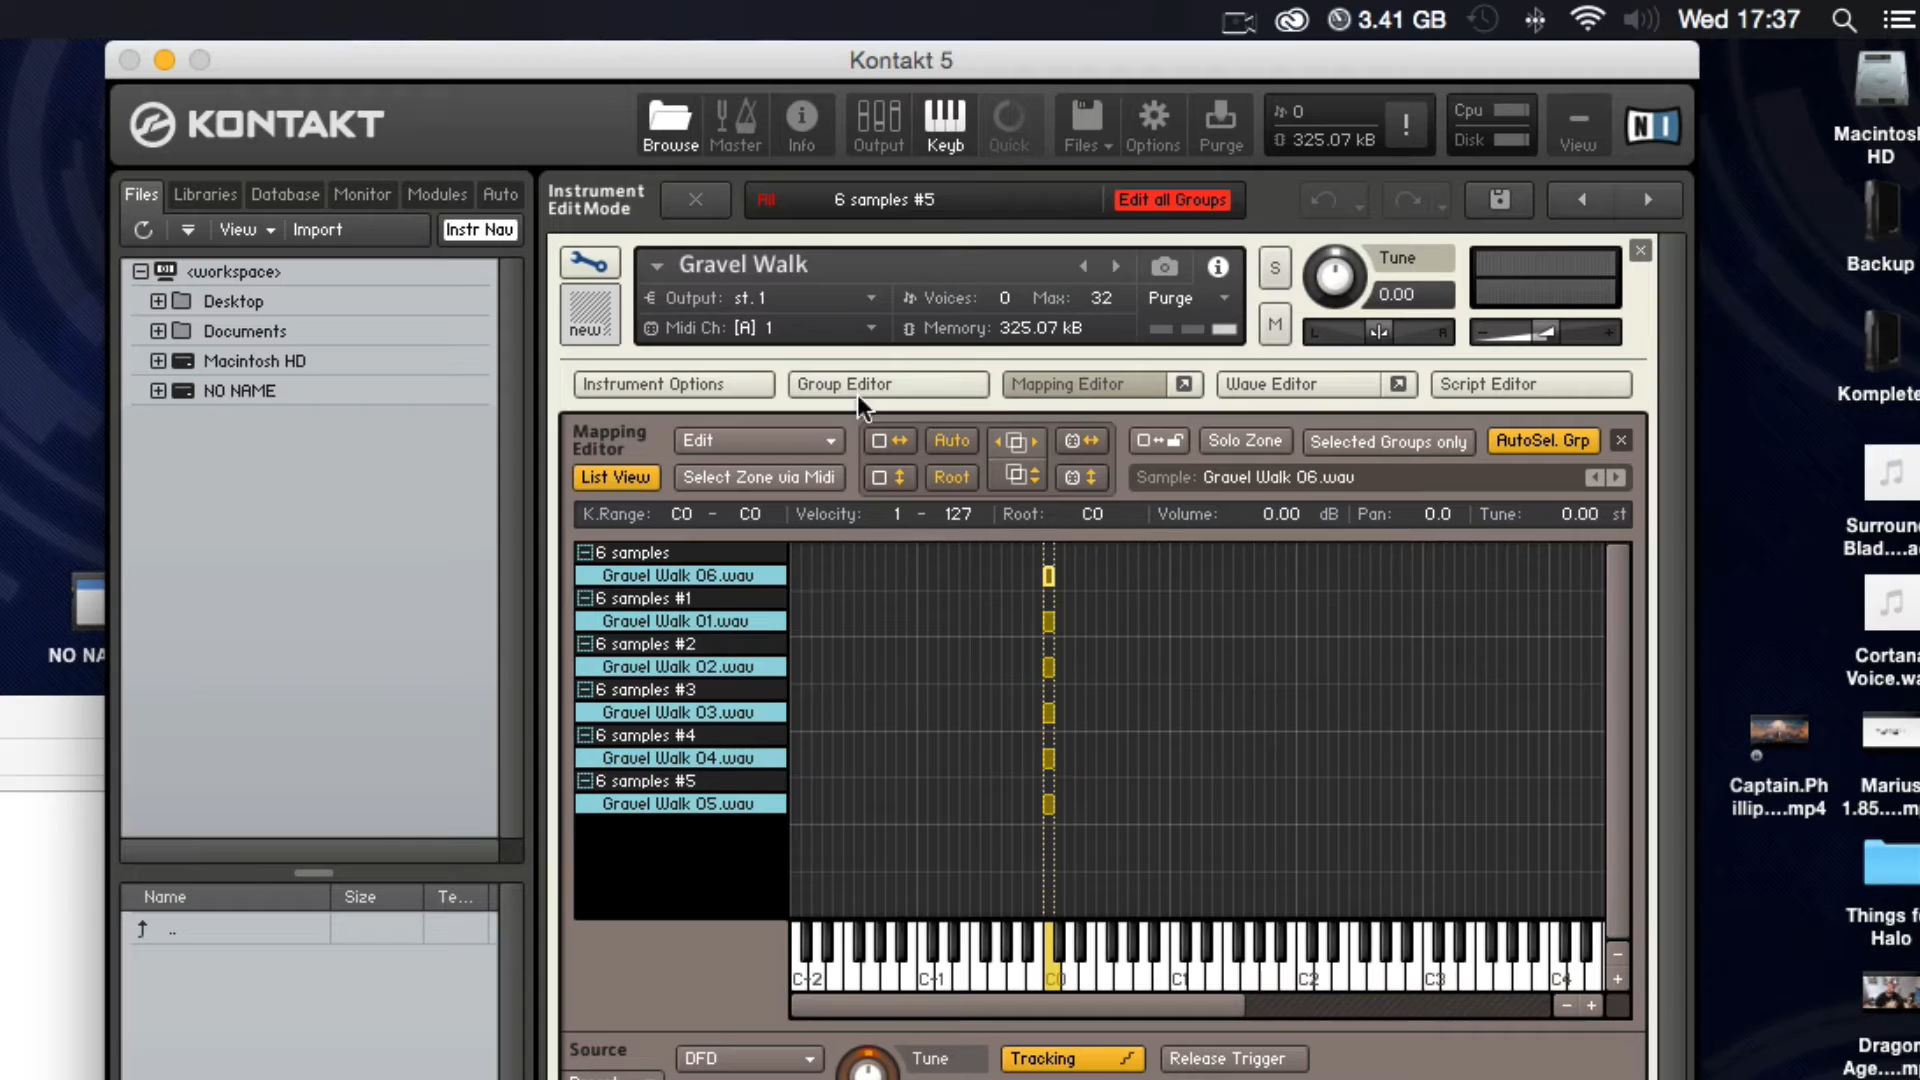 3.41 GB
Wed 17:37
Kontakt 5
KONTAKT
Browse Master Info Output Keyb Quick Files Options Purge
0
325.07 kB
!
Cpu
Disk
View
NI
Files Libraries Database Monitor Modules Auto
View Import Instr Nav
<workspace>
Desktop
Documents
Macintosh HD
NO NAME
Name Size Te...
..
Instrument
Edit Mode
All 6 samples #5 Edit all Groups
new
Gravel Walk
Output: st. 1 Voices: 0 Max: 32 Purge
Midi Ch: [A] 1 Memory: 325.07 kB
S
M
Tune
0.00
L R
- +
Instrument Options Group Editor Mapping Editor Wave Editor Script Editor
Mapping
Editor
Edit Auto Solo Zone Selected Groups only AutoSel. Grp
List View Select Zone via Midi Root Sample: Gravel Walk 06.wav
K.Range: C0 - C0 Velocity: 1 - 127 Root: C0 Volume: 0.00 dB Pan: 0.0 Tune: 0.00 st
6 samples
Gravel Walk 06.wav
6 samples #1
Gravel Walk 01.wav
6 samples #2
Gravel Walk 02.wav
6 samples #3
Gravel Walk 03.wav
6 samples #4
Gravel Walk 04.wav
6 samples #5
Gravel Walk 05.wav
C-2 C-1 C0 C1 C2 C3 C4
Source DFD Tune Tracking Release Trigger
NO NA
Macintosh
HD
Backup
Komplete
Surroun
Blad....a
Cortana
Voice.wa
Captain.Ph
illip....mp4
Marius
1.85....m
Things f
Halo
Dragon
Age....m